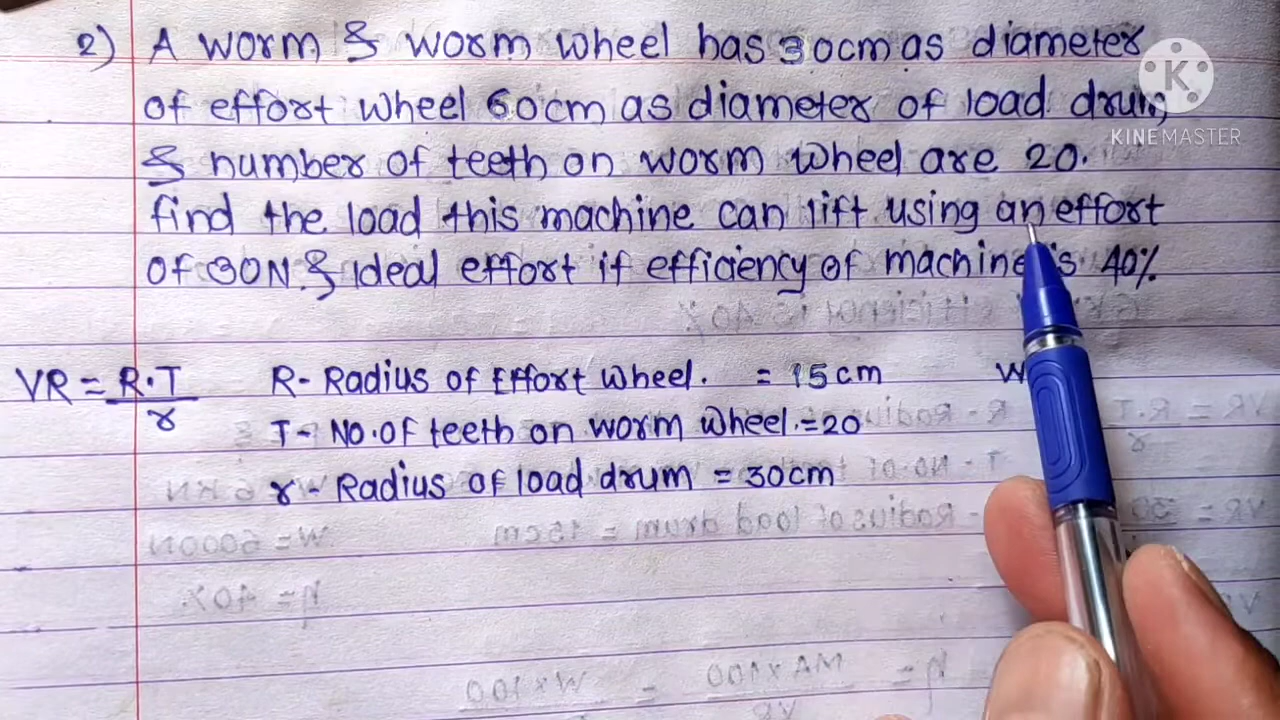 2) A worm & worm wheel has 30cm as diameter
of effort wheel 60cm as diameter of load drum
& number of teeth on worm wheel are 20.
find the load this machine can lift using an effort
of 30N. & ideal effort if efficiency of machine is 40%
VR = R.T / r
R - Radius of Effort wheel. = 15cm
W
T - No. of teeth on worm wheel. = 20
r - Radius of load drum = 30cm
K
KINEMASTER